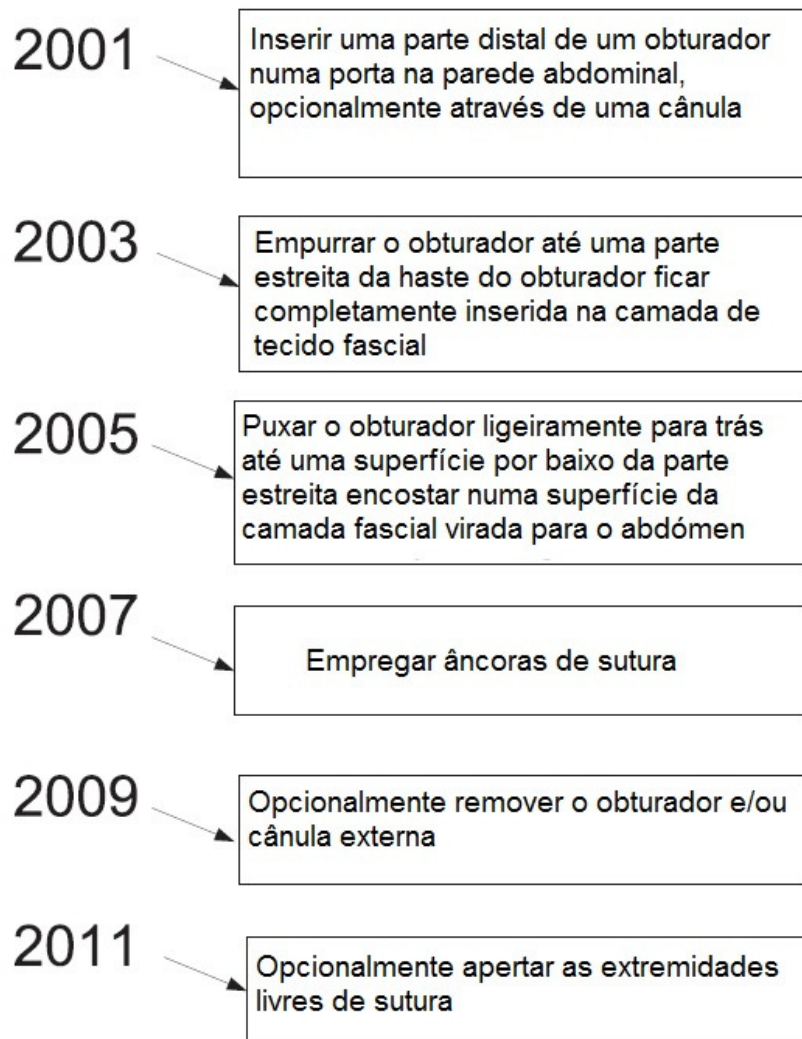 2001
Inserir uma parte distal de um obturador
numa porta na parede abdominal,
opcionalmente através de uma cânula
2003
Empurrar o obturador até uma parte
estreita da haste do obturador ficar
completamente inserida na camada de
tecido fascial
2005
Puxar o obturador ligeiramente para trás
até uma superfície por baixo da parte
estreita encostar numa superfície da
camada fascial virada para o abdómen
2007
Empregar âncoras de sutura
2009
Opcionalmente remover o obturador e/ou
cânula externa
2011
Opcionalmente apertar as extremidades
livres de sutura